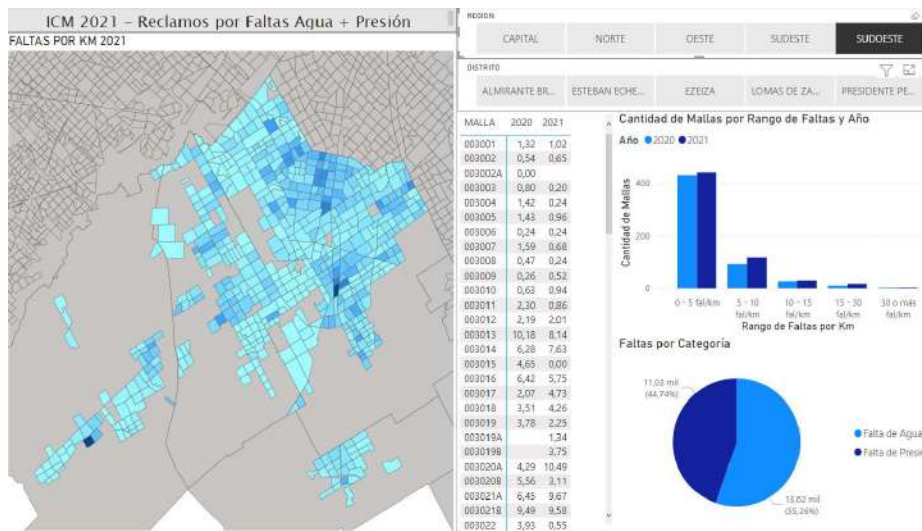 ICM 2021 - Reclamos por Faltas Agua + Presión
FALTAS POR KM 2021
REGION
CAPITAL NORTE OESTE SUDESTE SUDOESTE
DISTRITO
ALMIRANTE BR... ESTEBAN ECHE... EZEIZA LOMAS DE ZA... PRESIDENTE PE...
MALLA 2020 2021
003001 1,32 1,02
003002 0,54 0,65
003002A 0,00
003003 0,80 0,20
003004 1,42 0,24
003005 1,43 0,96
003006 0,24 0,24
003007 1,59 0,68
003008 0,47 0,24
003009 0,26 0,52
003010 0,63 0,94
003011 2,30 0,86
003012 2,19 2,01
003013 10,18 8,14
003014 6,28 7,63
003015 4,65 0,00
003016 6,42 5,75
003017 2,07 4,73
003018 3,51 4,26
003019 3,78 2,25
003019A 1,34
003019B 3,75
003020A 4,29 10,49
003020B 5,56 3,11
003021A 6,45 9,67
003021B 9,49 9,58
003022 3,93 0,55
Cantidad de Mallas por Rango de Faltas y Año
Año 2020 2021
Cantidad de Mallas
400
200
0
0 - 5 fal/km
5 - 10 fal/km
10 - 15 fal/km
15 - 30 fal/km
30 o más fal/km
Rango de Faltas por Km
Faltas por Categoría
11,03 mil
(44,74%)
Falta de Agua
Falta de Presi
13,62 mil
(55,26%)